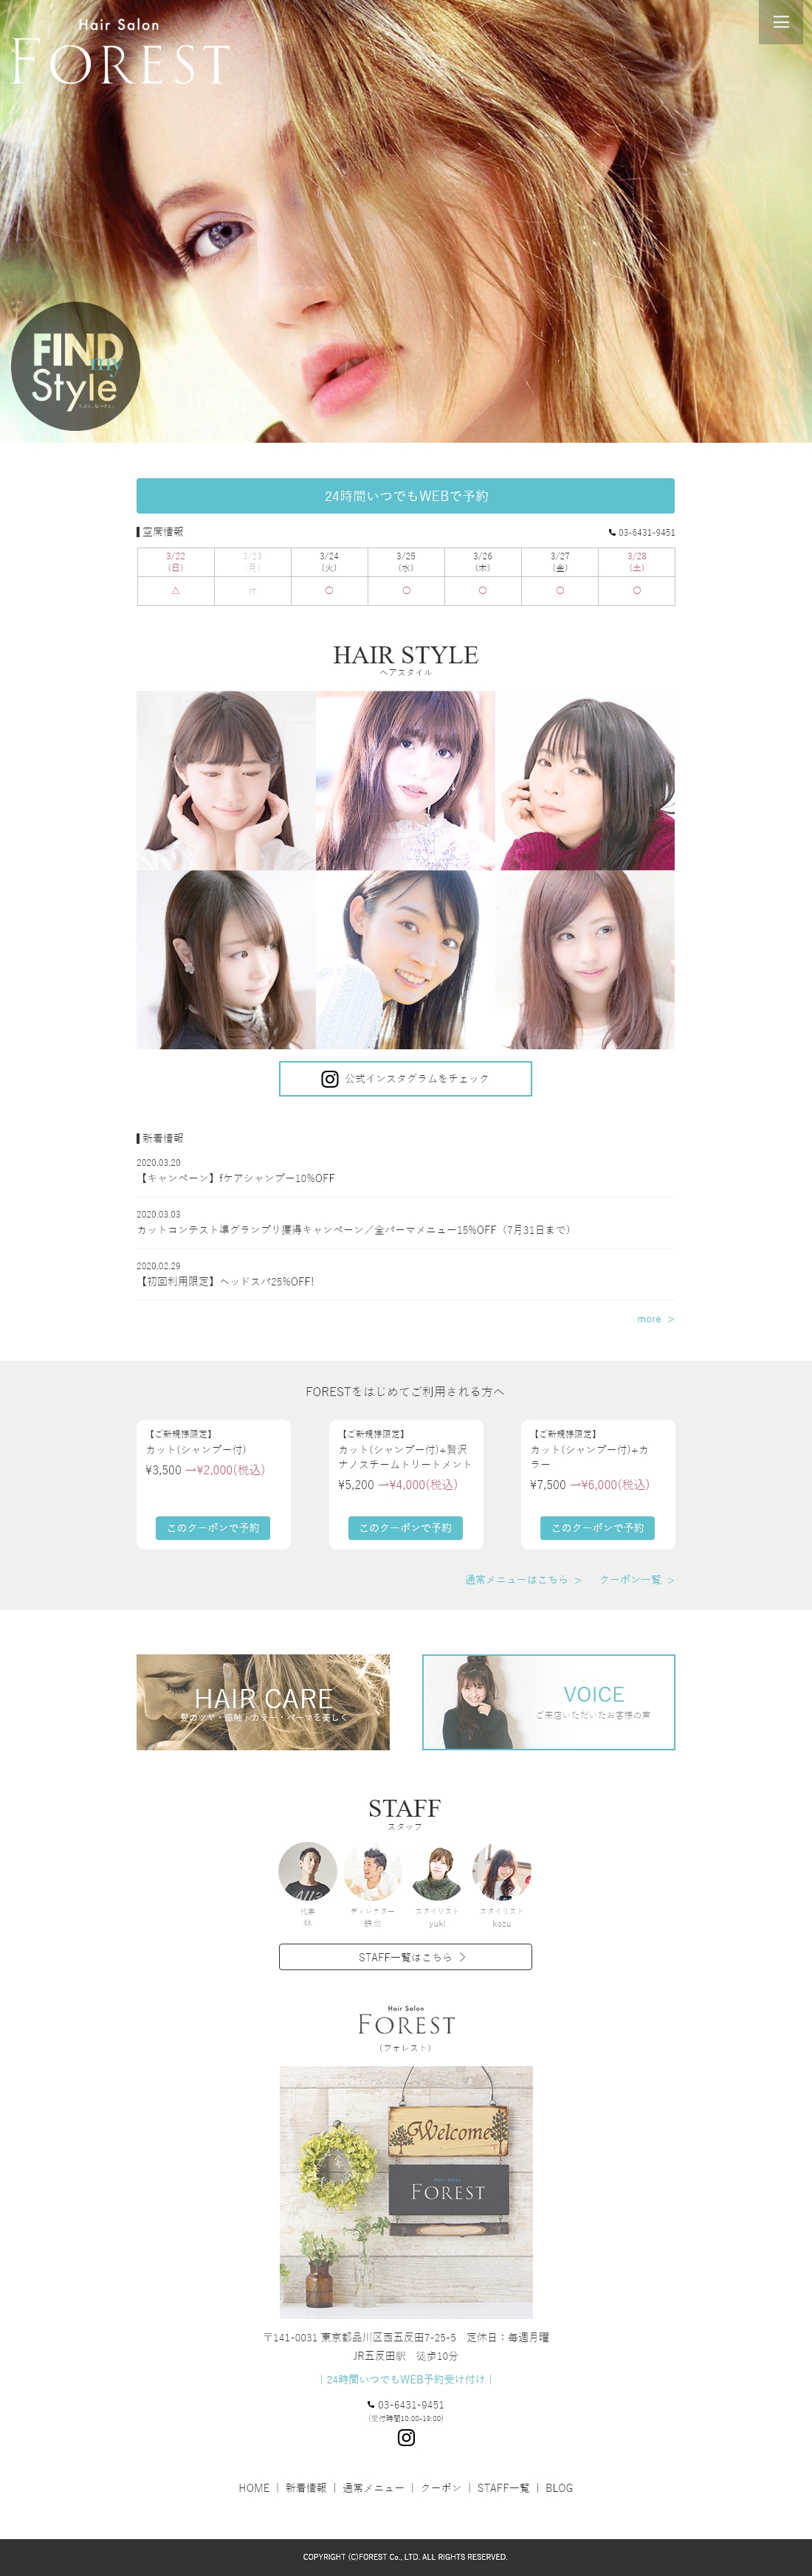 Hair Salon
FOREST
FIND
my
Style
24時間いつでもWEBで予約
空席情報
03-6431-9451
3/22 3/23 3/24 3/25 3/26 3/27 3/28
(日) (月) (火) (水) (木) (金) (土)
△ 休 〇 〇 〇 〇 〇
HAIR STYLE
ヘアスタイル
公式インスタグラムをチェック
新着情報
2020.03.20
【キャンペーン】fケアシャンプー10%OFF
2020.03.03
カットコンテスト準グランプリ獲得キャンペーン／全パーマメニュー15%OFF（7月31日まで）
2020.02.29
【初回利用限定】ヘッドスパ25%OFF!
more >
FORESTをはじめてご利用される方へ
【ご新規様限定】
カット(シャンプー付)
¥3,500 →¥2,000(税込)
このクーポンで予約
【ご新規様限定】
カット(シャンプー付)+贅沢
ナノスチームトリートメント
¥5,200 →¥4,000(税込)
このクーポンで予約
【ご新規様限定】
カット(シャンプー付)+カ
ラー
¥7,500 →¥6,000(税込)
このクーポンで予約
通常メニューはこちら > クーポン一覧 >
HAIR CARE
髪のツヤ・感触・カラー・パーマを美しく
VOICE
ご来店いただいたお客様の声
STAFF
スタッフ
代表
林
ディレクター
鉄也
スタイリスト
yuki
スタイリスト
kozu
STAFF一覧はこちら >
Hair Salon
FOREST
（フォレスト）
Welcome
Hair Salon
FOREST
〒141-0031 東京都品川区西五反田7-25-5　定休日：毎週月曜
JR五反田駅　徒歩10分
｜24時間いつでもWEB予約受け付け｜
03-6431-9451
(受付時間10:00-19:00)
HOME ｜ 新着情報 ｜ 通常メニュー ｜ クーポン ｜ STAFF一覧 ｜ BLOG
COPYRIGHT (C)FOREST Co., LTD. ALL RIGHTS RESERVED.